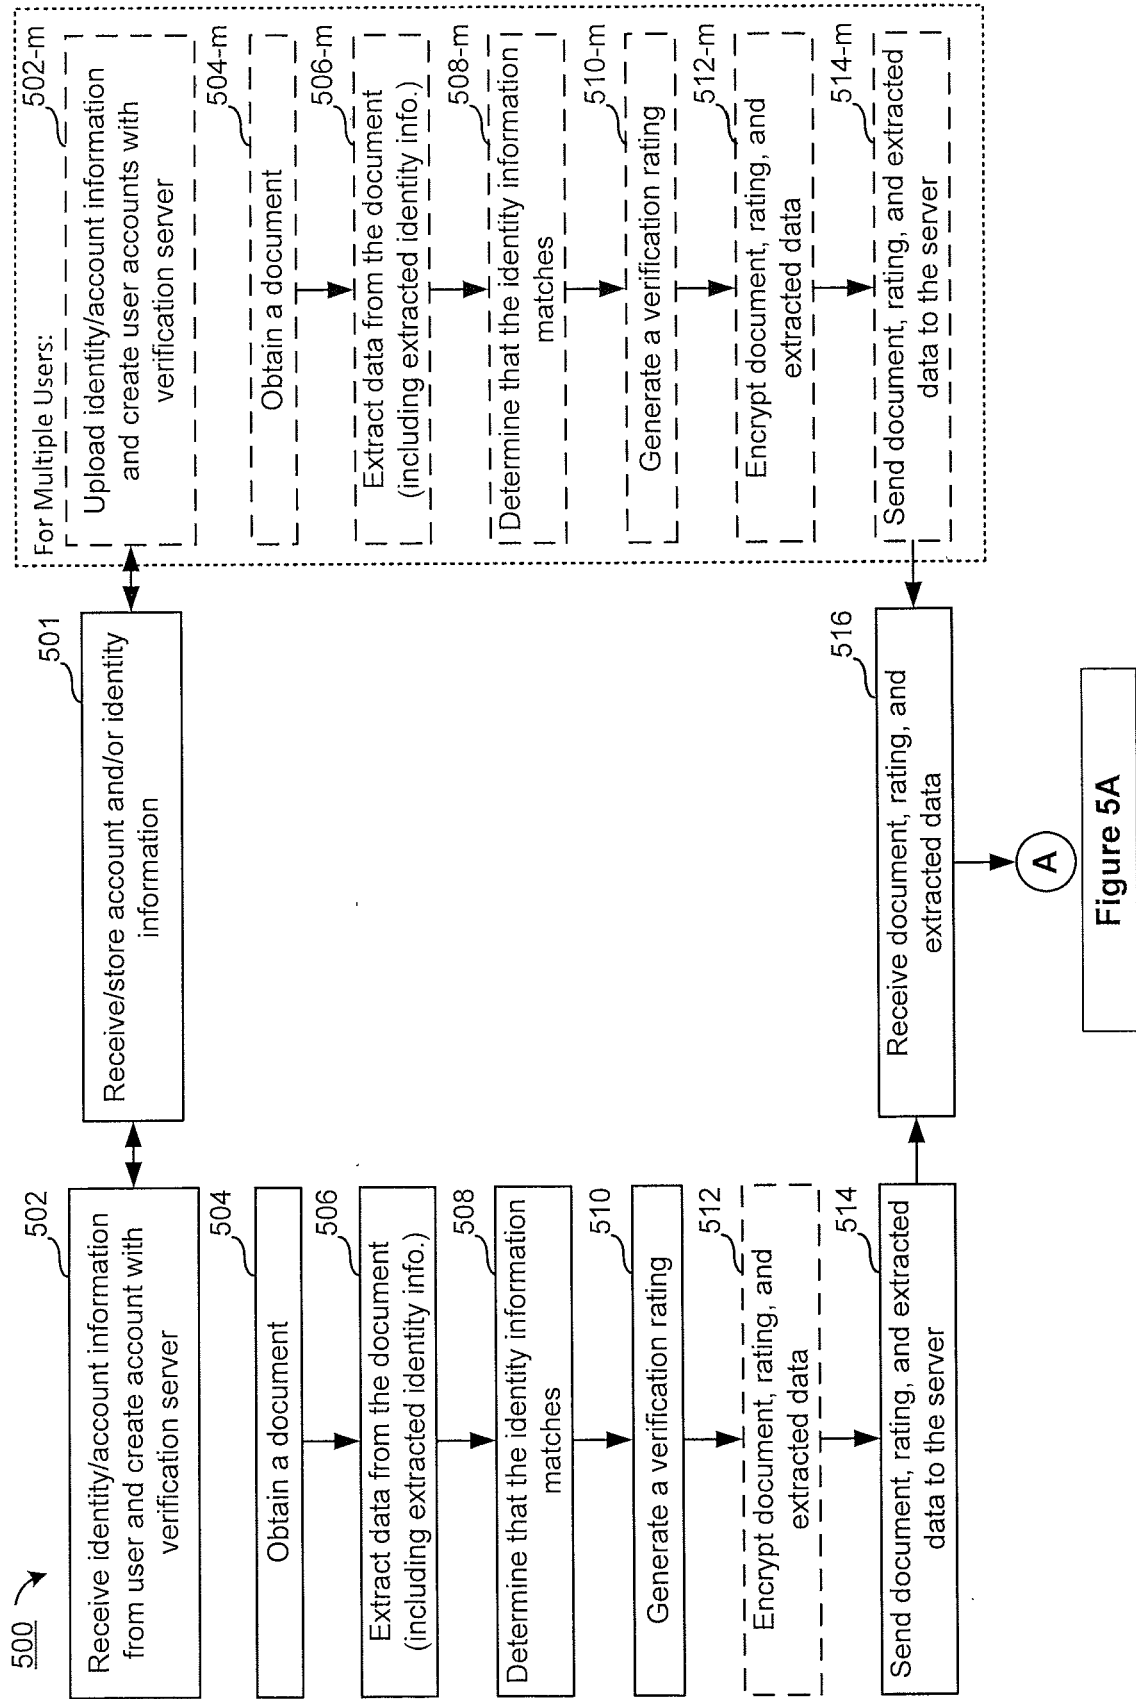 500
502
Receive identity/account information
from user and create account with
verification server
504
Obtain a document
506
Extract data from the document
(including extracted identity info.)
508
Determine that the identity information
matches
510
Generate a verification rating
512
Encrypt document, rating, and
extracted data
514
Send document, rating, and extracted
data to the server
501
Receive/store account and/or identity
information
516
Receive document, rating, and
extracted data
A
For Multiple Users:
502-m
Upload identity/account information
and create user accounts with
verification server
504-m
Obtain a document
506-m
Extract data from the document
(including extracted identity info.)
508-m
Determine that the identity information
matches
510-m
Generate a verification rating
512-m
Encrypt document, rating, and
extracted data
514-m
Send document, rating, and extracted
data to the server
Figure 5A